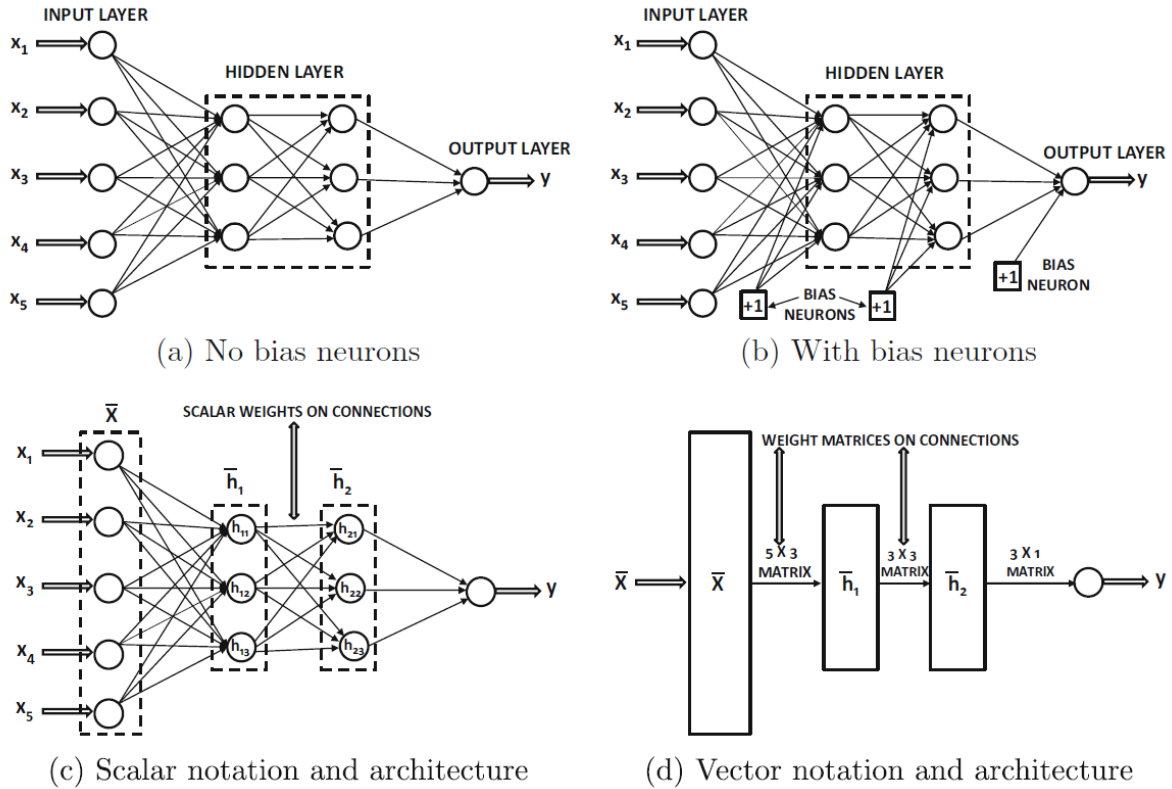 INPUT LAYER
x1
HIDDEN LAYER
x2
OUTPUT LAYER
x3
y
x4
x5
(a) No bias neurons
INPUT LAYER
x1
HIDDEN LAYER
x2
OUTPUT LAYER
x3
y
x4
+1
BIAS
NEURON
x5
+1
BIAS
NEURONS
+1
(b) With bias neurons
X̄
SCALAR WEIGHTS ON CONNECTIONS
x1
h̄1
h̄2
x2
h11
h21
x3
h12
h22
y
x4
h13
h23
x5
(c) Scalar notation and architecture
WEIGHT MATRICES ON CONNECTIONS
X̄
X̄
5 X 3
MATRIX
h̄1
3 X 3
MATRIX
h̄2
3 X 1
MATRIX
y
(d) Vector notation and architecture